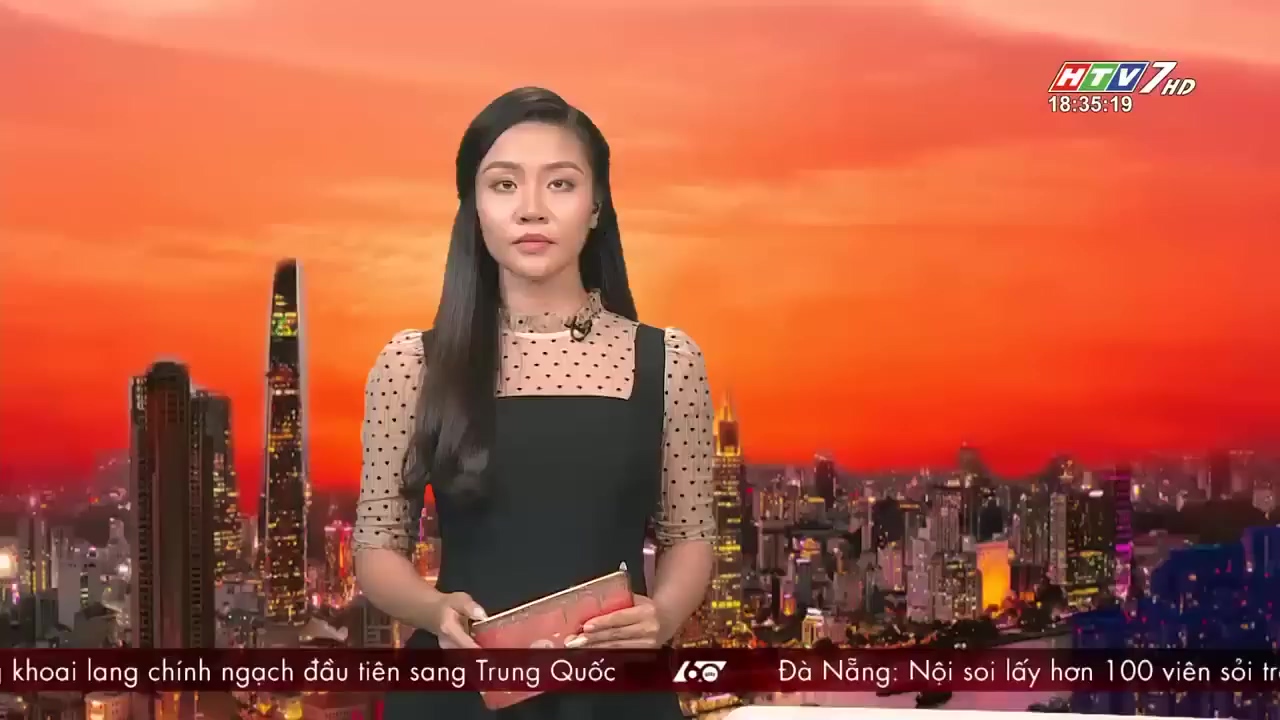 HTV7 HD
18:35:19
khoai lang chính ngạch đầu tiên sang Trung Quốc
Đà Nẵng: Nội soi lấy hơn 100 viên sỏi